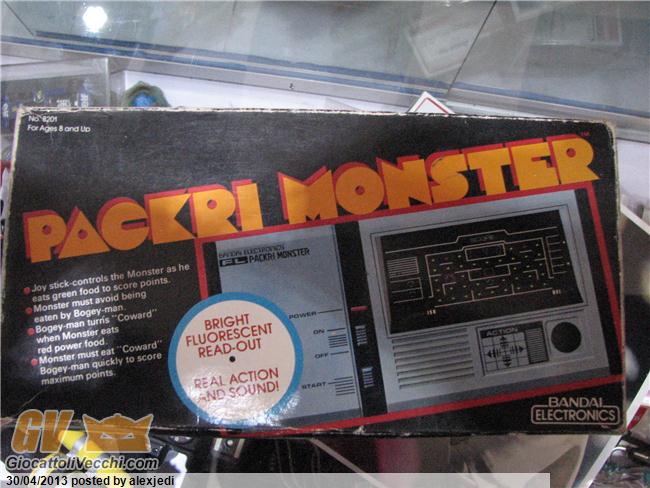 No. 8201
For Ages 8 and Up
PACKRI MONSTER™
Joy stick-controls the Monster as he
eats green food to score points.
Monster must avoid being
eaten by Bogey-man.
Bogey-man turns "Coward"
when Monster eats
red power food.
Monster must eat "Coward"
Bogey-man quickly to score
maximum points.
BRIGHT
FLUORESCENT
READ-OUT
REAL ACTION
AND SOUND!
BANDAI ELECTRONICS
FL PACKRI MONSTER
POWER
ON
OFF
START
SCORE
ACTION
BANDAI
ELECTRONICS
GV
GiocattoliVecchi.com
30/04/2013 posted by alexjedi